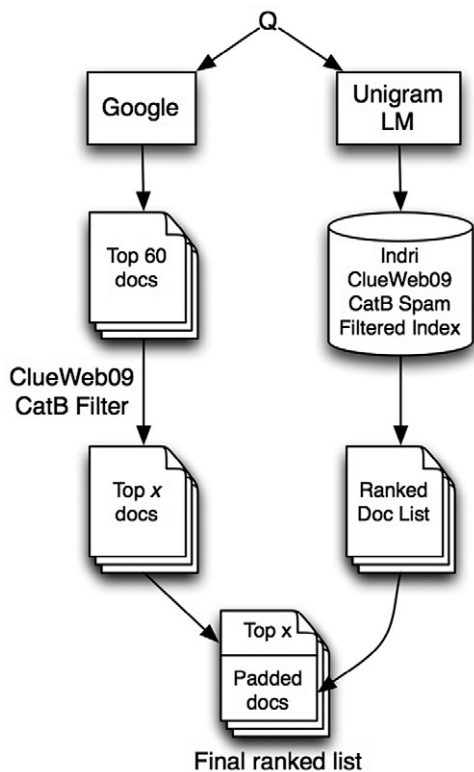 Q
Google
Unigram
LM
Top 60
docs
Indri
ClueWeb09
CatB Spam
Filtered Index
ClueWeb09
CatB Filter
Top x
docs
Ranked
Doc List
Top x
Padded
docs
Final ranked list